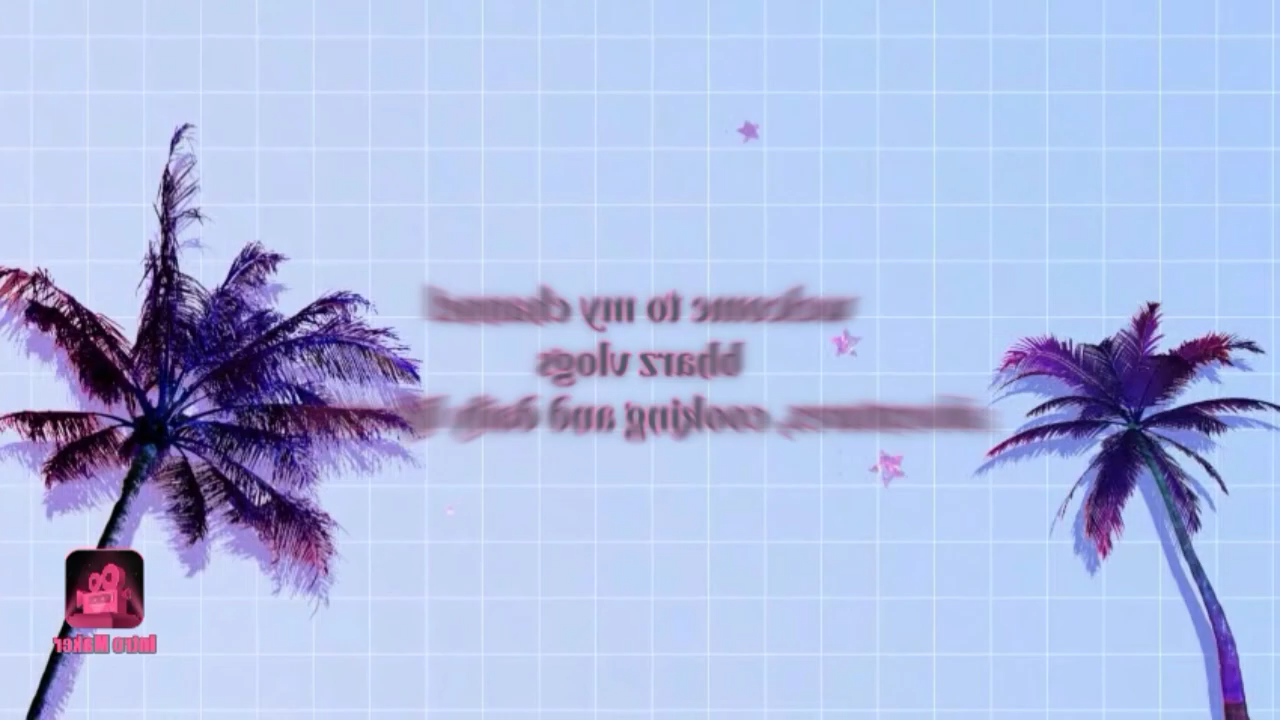 welcome to my channel
bharz vlogs
cooking and daily
Intro Maker